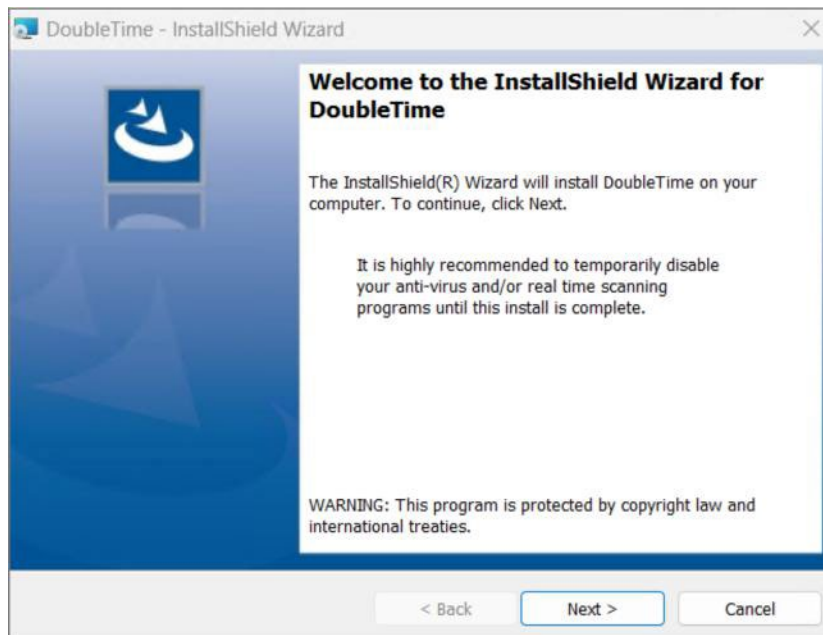 DoubleTime - InstallShield Wizard
Welcome to the InstallShield Wizard for
DoubleTime
The InstallShield(R) Wizard will install DoubleTime on your
computer. To continue, click Next.
It is highly recommended to temporarily disable
your anti-virus and/or real time scanning
programs until this install is complete.
WARNING: This program is protected by copyright law and
international treaties.
< Back Next > Cancel